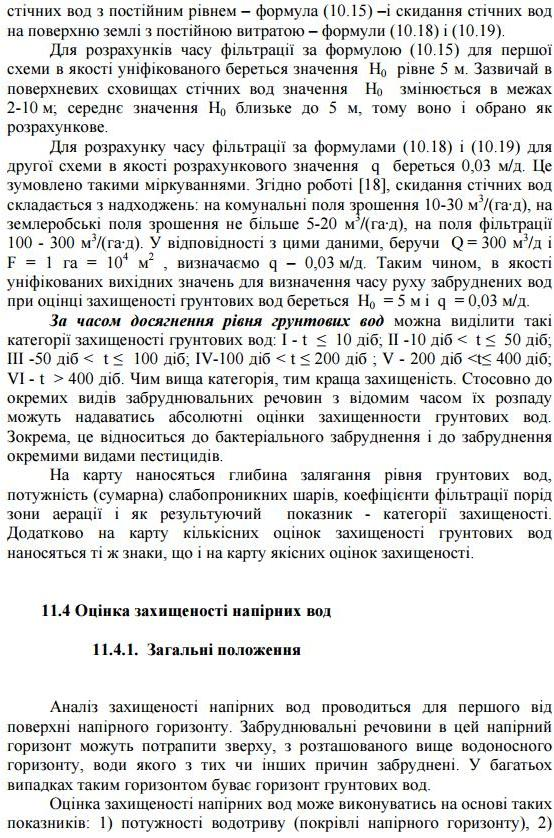 стічних вод з постійним рівнем – формула (10.15) –і скидання стічних вод
на поверхню землі з постійною витратою – формули (10.18) і (10.19).
Для розрахунків часу фільтрації за формулою (10.15) для першої
схеми в якості уніфікованого береться значення H₀ рівне 5 м. Зазвичай в
поверхневих сховищах стічних вод значення H₀ змінюється в межах
2-10 м; середнє значення H₀ близьке до 5 м, тому воно і обрано як
розрахункове.
Для розрахунку часу фільтрації за формулами (10.18) і (10.19) для
другої схеми в якості розрахункового значення q береться 0,03 м/д. Це
зумовлено такими міркуваннями. Згідно роботі [18], скидання стічних вод
складається з надходжень: на комунальні поля зрошення 10-30 м³/(га·д), на
землеробські поля зрошення не більше 5-20 м³/(га·д), на поля фільтрації
100 - 300 м³/(га·д). У відповідності з цими даними, беручи Q = 300 м³/д і
F = 1 га = 10⁴ м² , визначаємо q – 0,03 м/д. Таким чином, в якості
уніфікованих вихідних значень для визначення часу руху забруднених вод
при оцінці захищеності грунтових вод береться H₀ = 5 м і q = 0,03 м/д.
За часом досягнення рівня грунтових вод можна виділити такі
категорії захищеності грунтових вод: I - t ≤ 10 діб; II -10 діб < t ≤ 50 діб;
III -50 діб < t ≤ 100 діб; IV-100 діб < t ≤ 200 діб ; V - 200 діб <t≤ 400 діб;
VI - t > 400 діб. Чим вища категорія, тим краща захищеність. Стосовно до
окремих видів забруднювальних речовин з відомим часом їх розпаду
можуть надаватись абсолютні оцінки захищенности грунтових вод.
Зокрема, це відноситься до бактеріального забруднення і до забруднення
окремими видами пестицидів.
На карту наносяться глибина залягання рівня грунтових вод,
потужність (сумарна) слабопроникних шарів, коефіцієнти фільтрації порід
зони аерації і як результуючий показник - категорії захищеності.
Додатково на карту кількісних оцінок захищеності грунтових вод
наносяться ті ж знаки, що і на карту якісних оцінок захищеності.
11.4 Оцінка захищеності напірних вод
11.4.1. Загальні положення
Аналіз захищеності напірних вод проводиться для першого від
поверхні напірного горизонту. Забруднювальні речовини в цей напірний
горизонт можуть потрапити зверху, з розташованого вище водоносного
горизонту, води якого з тих чи інших причин забруднені. У багатьох
випадках таким горизонтом буває горизонт грунтових вод.
Оцінка захищеності напірних вод може виконуватись на основі таких
показників: 1) потужності водотриву (покрівлі напірного горизонту), 2)